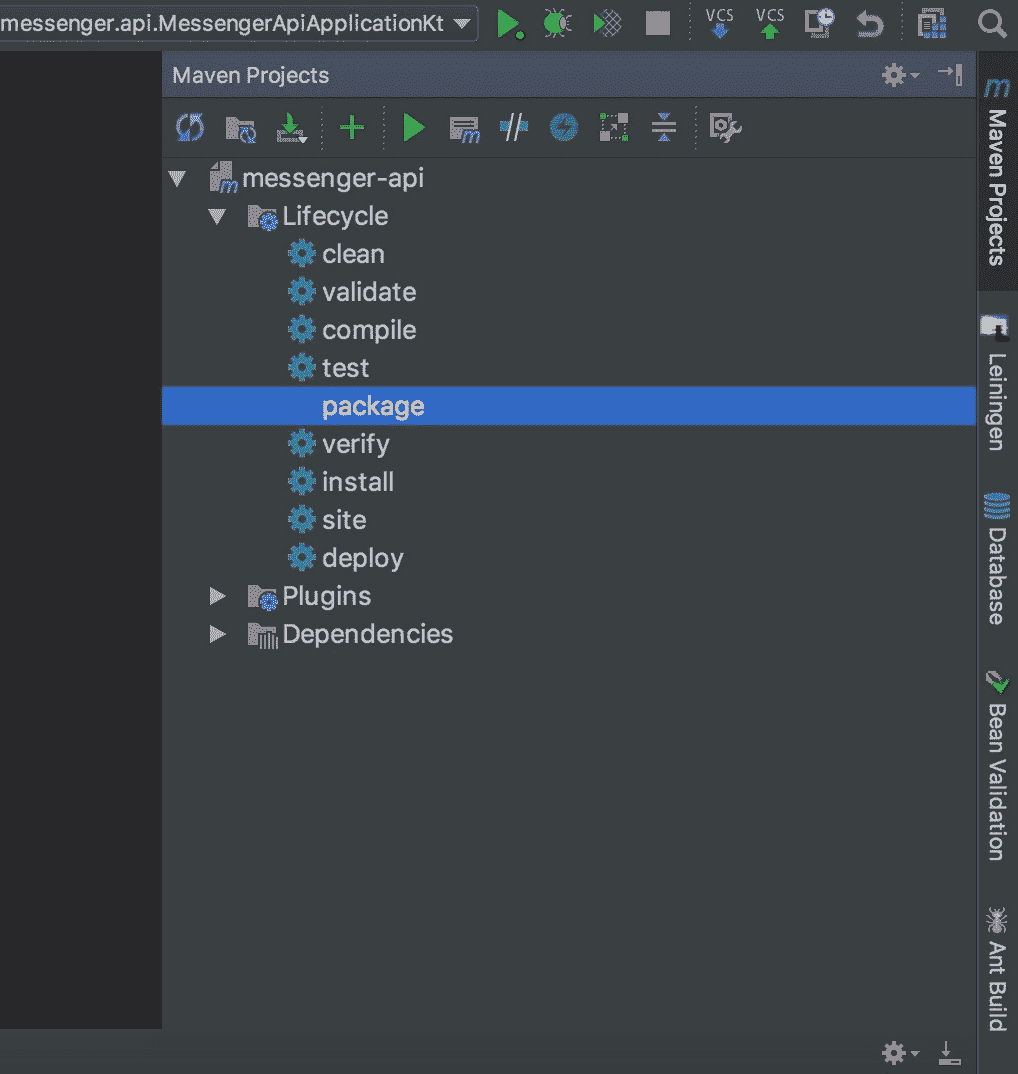 messenger.api.MessengerApiApplicationKt
VCS
VCS
Maven Projects
m
messenger-api
Lifecycle
clean
validate
compile
test
package
verify
install
site
deploy
Plugins
Dependencies
m
Maven Projects
Leiningen
Database
Bean Validation
Ant Build